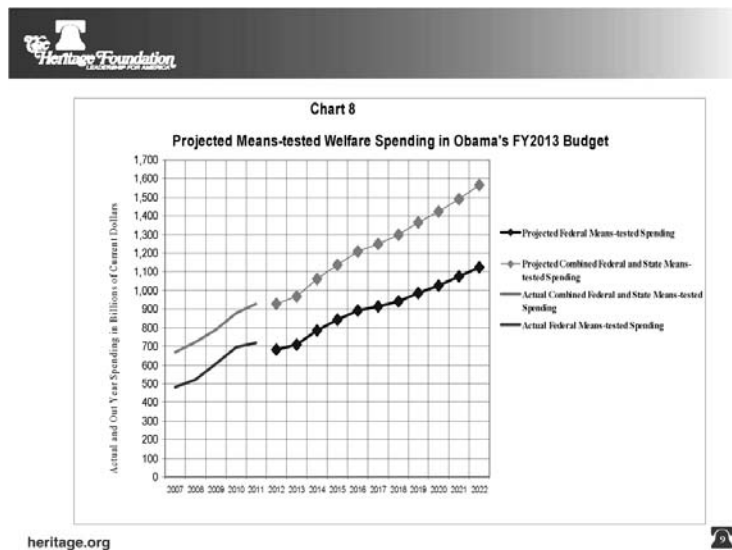 The
Heritage Foundation
LEADERSHIP FOR AMERICA
Chart 8
Projected Means-tested Welfare Spending in Obama's FY2013 Budget
Actual and Out Year Spending in Billions of Current Dollars
1,700
1,600
1,500
1,400
1,300
1,200
1,100
1,000
900
800
700
600
500
400
300
200
100
0
2007 2008 2009 2010 2011 2012 2013 2014 2015 2016 2017 2018 2019 2020 2021 2022
Projected Federal Means-tested Spending
Projected Combined Federal and State Means-
tested Spending
Actual Combined Federal and State Means-tested
Spending
Actual Federal Means-tested Spending
heritage.org
9